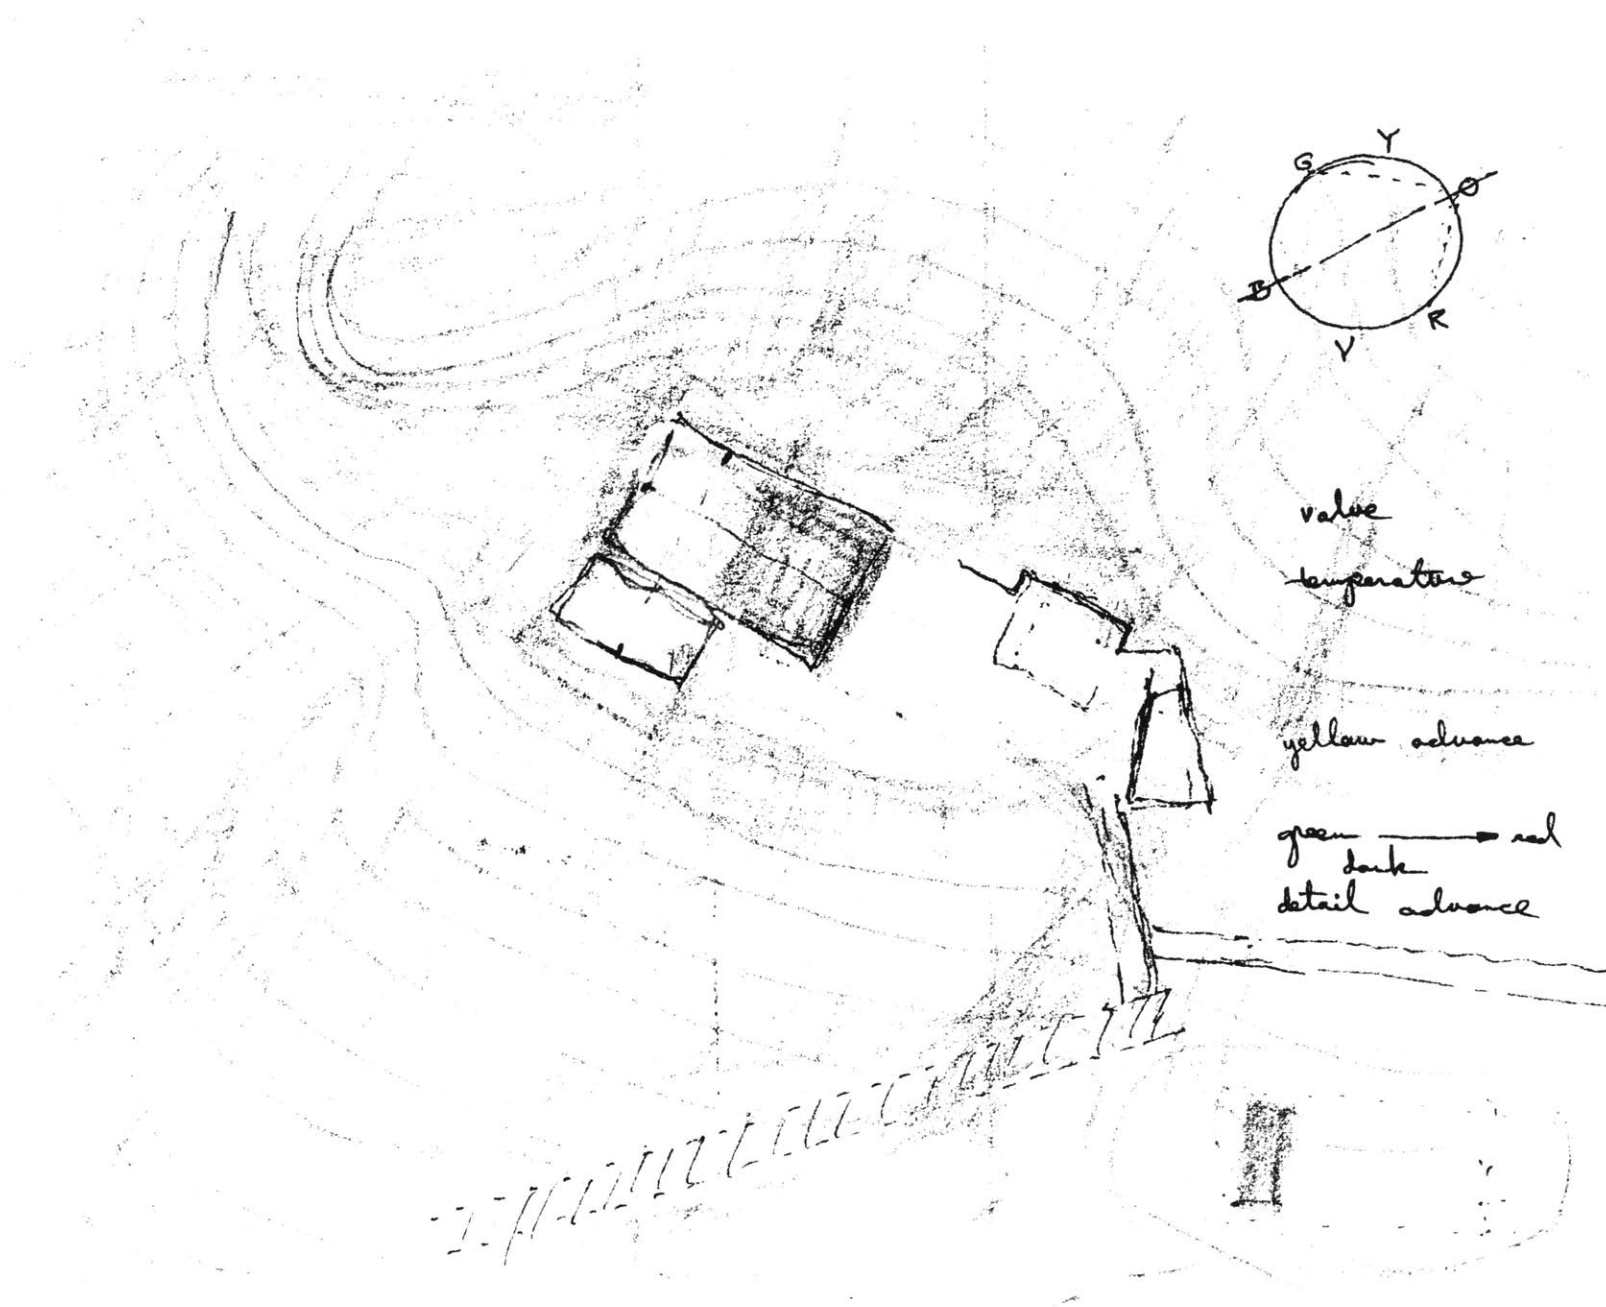 Y
G
O
B
R
V
value
temperature
yellow advance
green → red
dark
detail advance